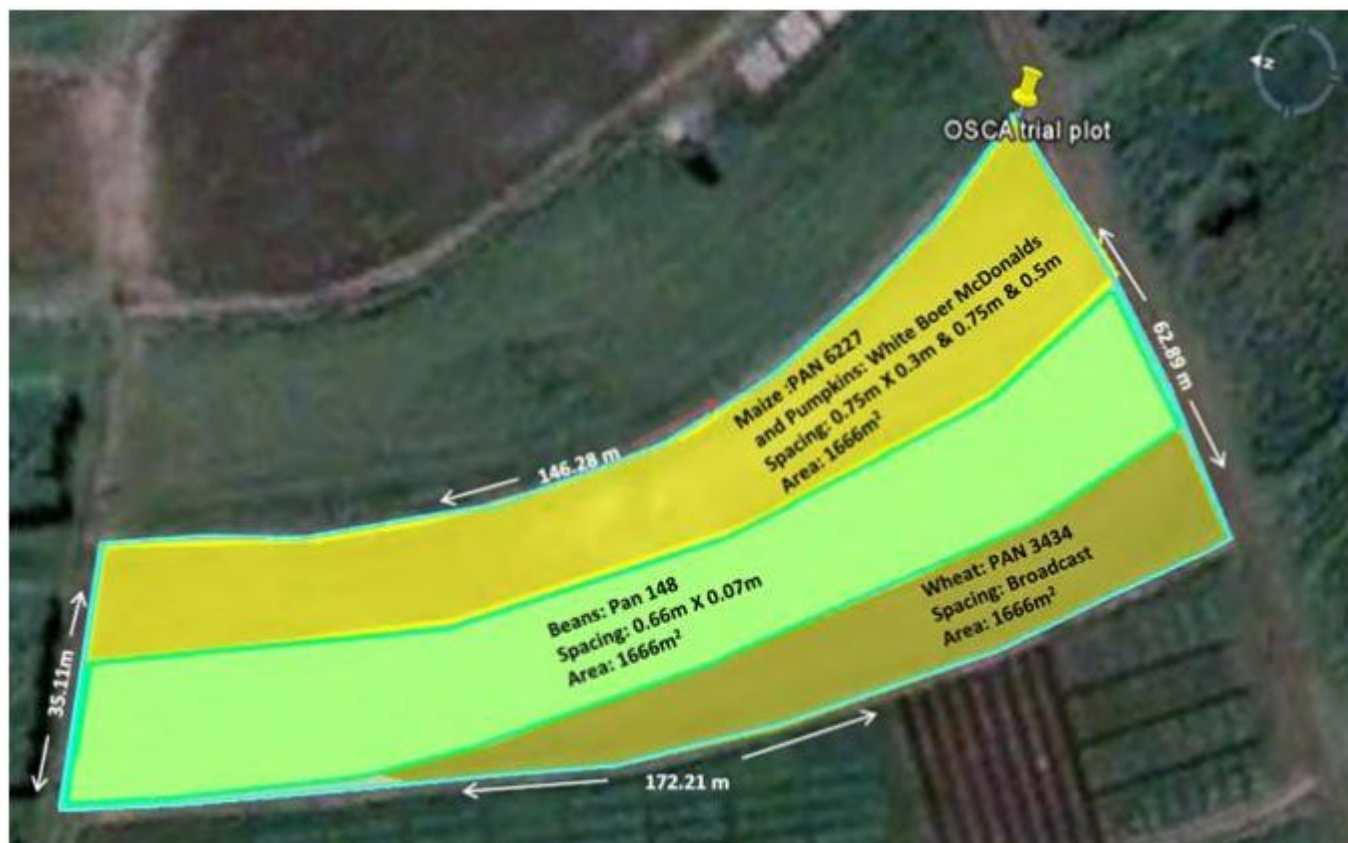 N
OSCA trial plot
Maize :PAN 6227
and Pumpkins: White Boer McDonalds
Spacing: 0.75m X 0.3m & 0.75m & 0.5m
Area: 1666m²
62.89 m
146.28 m
Beans: Pan 148
Spacing: 0.66m X 0.07m
Area: 1666m²
Wheat: PAN 3434
Spacing: Broadcast
Area: 1666m²
35.11m
172.21 m